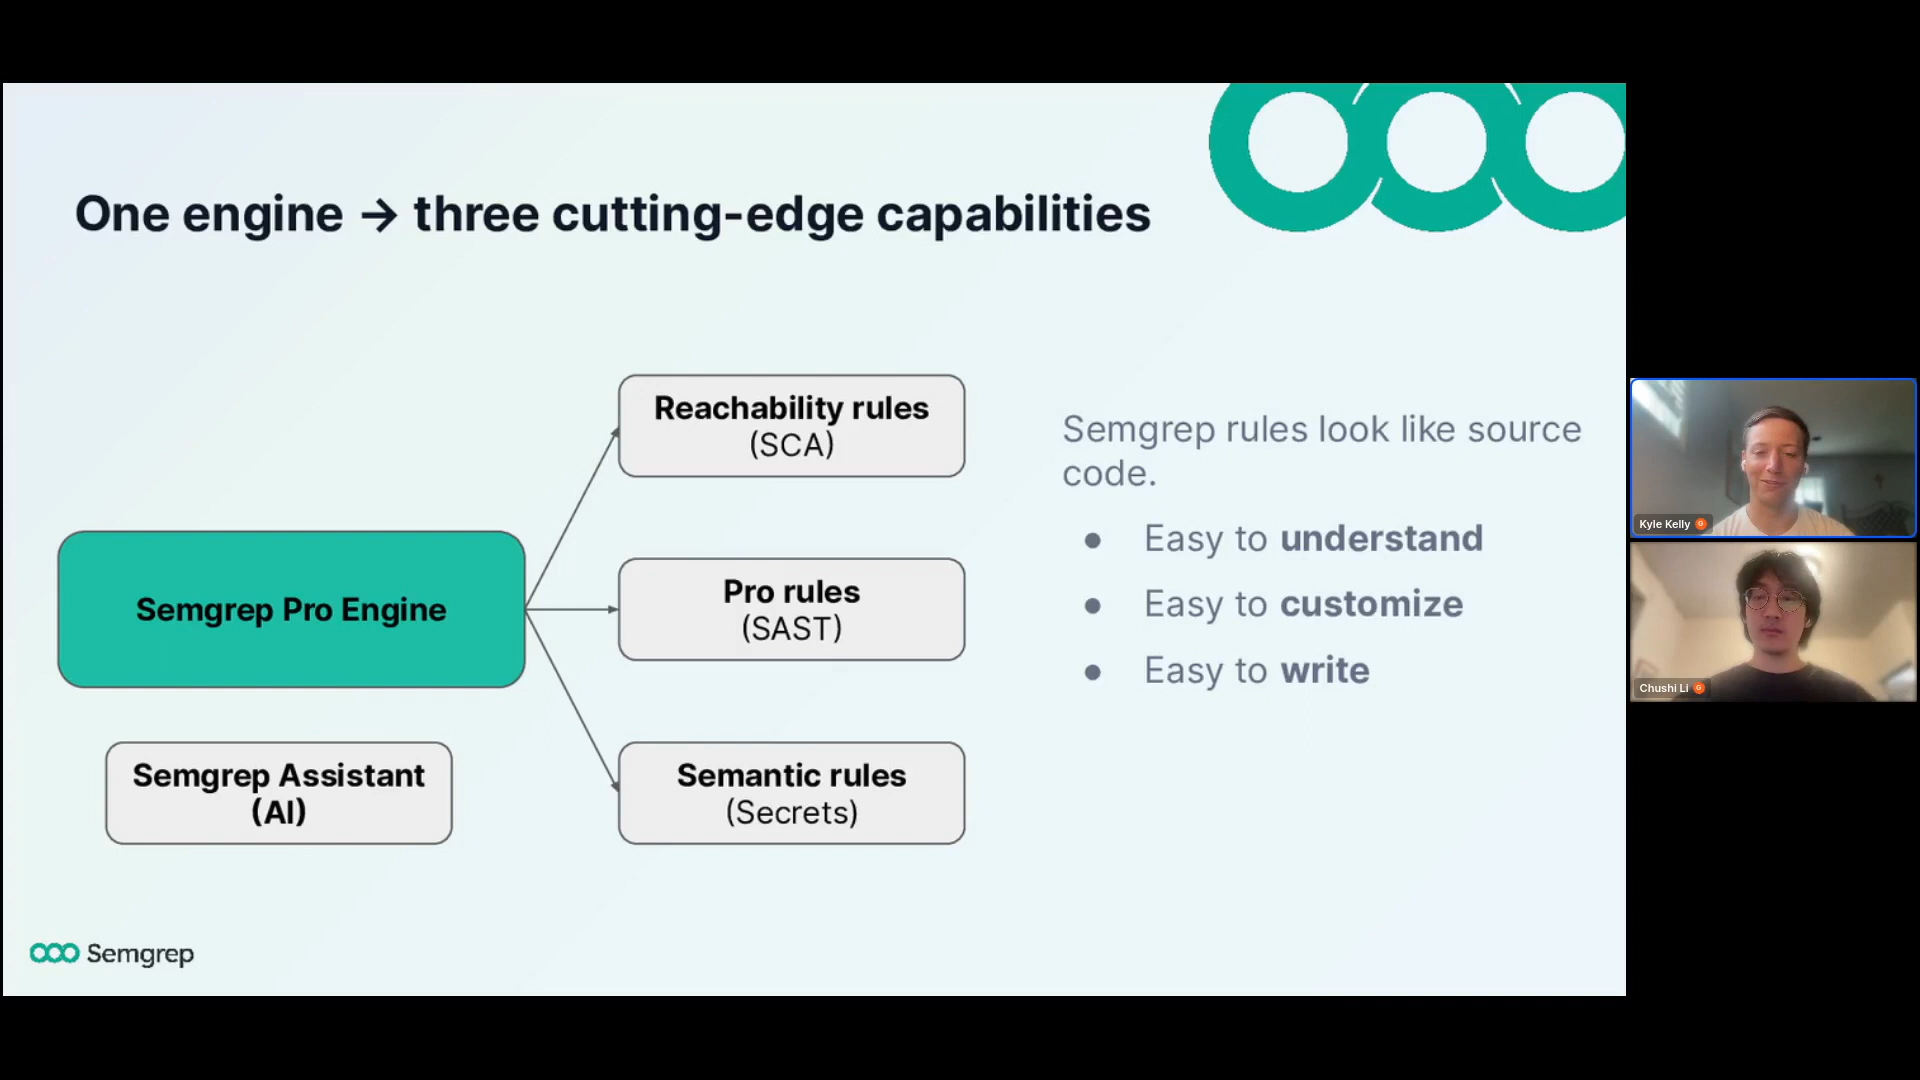 One engine → three cutting-edge capabilities
Reachability rules
(SCA)
Semgrep Pro Engine
Pro rules
(SAST)
Semgrep Assistant
(AI)
Semantic rules
(Secrets)
Semgrep rules look like source
code.
● Easy to understand
● Easy to customize
● Easy to write
Semgrep
Kyle Kelly
Chushi Li